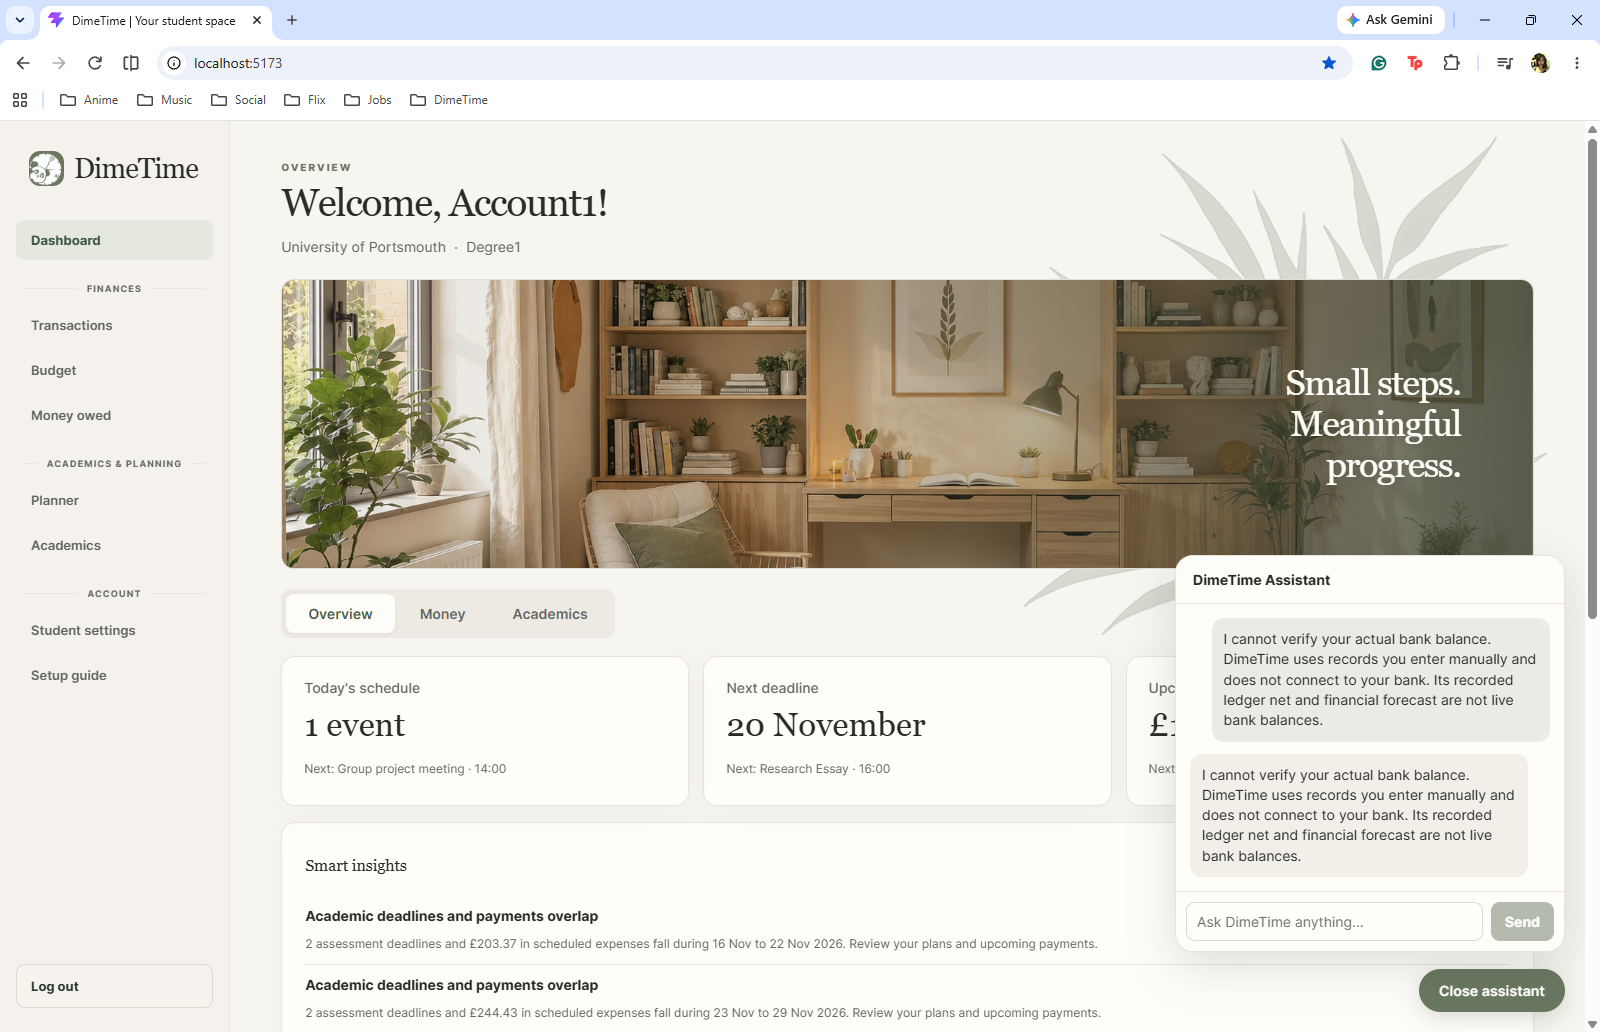 DimeTime | Your student space
Ask Gemini
localhost:5173
Anime
Music
Social
Flix
Jobs
DimeTime
DimeTime
Dashboard
FINANCES
Transactions
Budget
Money owed
ACADEMICS & PLANNING
Planner
Academics
ACCOUNT
Student settings
Setup guide
Log out
OVERVIEW
Welcome, Account1!
University of Portsmouth · Degree1
Small steps.
Meaningful
progress.
Overview
Money
Academics
Today's schedule
1 event
Next: Group project meeting · 14:00
Next deadline
20 November
Next: Research Essay · 16:00
Next
Smart insights
Academic deadlines and payments overlap
2 assessment deadlines and £203.37 in scheduled expenses fall during 16 Nov to 22 Nov 2026. Review your plans and upcoming payments.
Academic deadlines and payments overlap
2 assessment deadlines and £244.43 in scheduled expenses fall during 23 Nov to 29 Nov 2026. Review your plans and upcoming payments.
DimeTime Assistant
I cannot verify your actual bank balance.
DimeTime uses records you enter manually and
does not connect to your bank. Its recorded
ledger net and financial forecast are not live
bank balances.
I cannot verify your actual bank balance.
DimeTime uses records you enter manually and
does not connect to your bank. Its recorded
ledger net and financial forecast are not live
bank balances.
Ask DimeTime anything...
Send
Close assistant